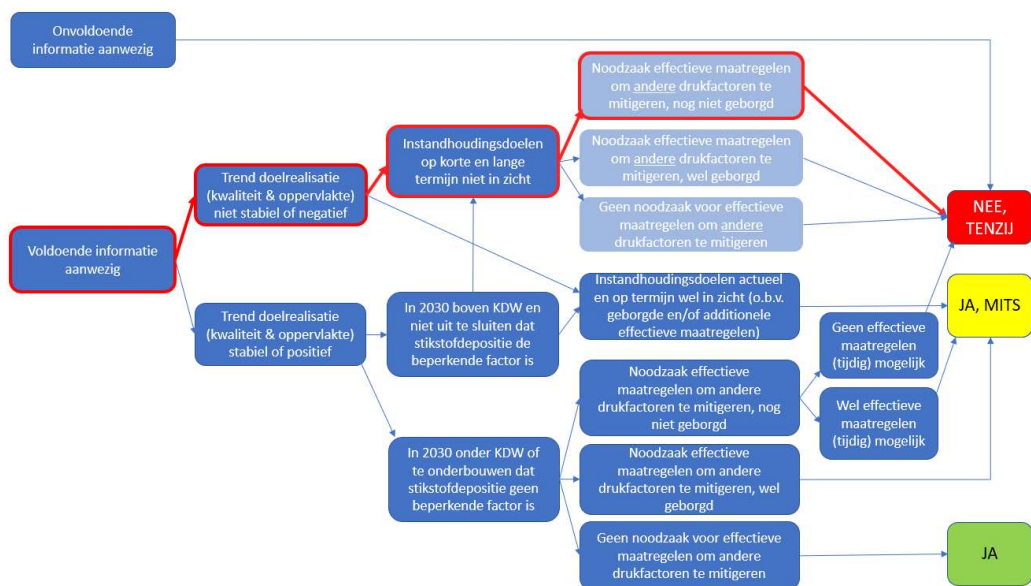 Onvoldoende
informatie aanwezig
Noodzaak effectieve maatregelen
om andere drukfactoren te
mitigeren, nog niet geborgd
Noodzaak effectieve maatregelen
om andere drukfactoren te
mitigeren, wel geborgd
Geen noodzaak voor effectieve
maatregelen om andere
drukfactoren te mitigeren
Instandhoudingsdoelen
op korte en lange
termijn niet in zicht
Trend doelrealisatie
(kwaliteit & oppervlakte)
niet stabiel of negatief
Voldoende informatie
aanwezig
NEE,
TENZIJ
Trend doelrealisatie
(kwaliteit & oppervlakte)
stabiel of positief
In 2030 boven KDW en
niet uit te sluiten dat
stikstofdepositie de
beperkende factor is
Instandhoudingsdoelen actueel
en op termijn wel in zicht (o.b.v.
geborgde en/of additionele
effectieve maatregelen)
JA, MITS
Geen effectieve
maatregelen
(tijdig) mogelijk
Noodzaak effectieve
maatregelen om andere
drukfactoren te mitigeren, nog
niet geborgd
Wel effectieve
maatregelen
(tijdig) mogelijk
In 2030 onder KDW of
te onderbouwen dat
stikstofdepositie geen
beperkende factor is
Noodzaak effectieve
maatregelen om andere
drukfactoren te mitigeren, wel
geborgd
Geen noodzaak voor effectieve
maatregelen om andere
drukfactoren te mitigeren
JA